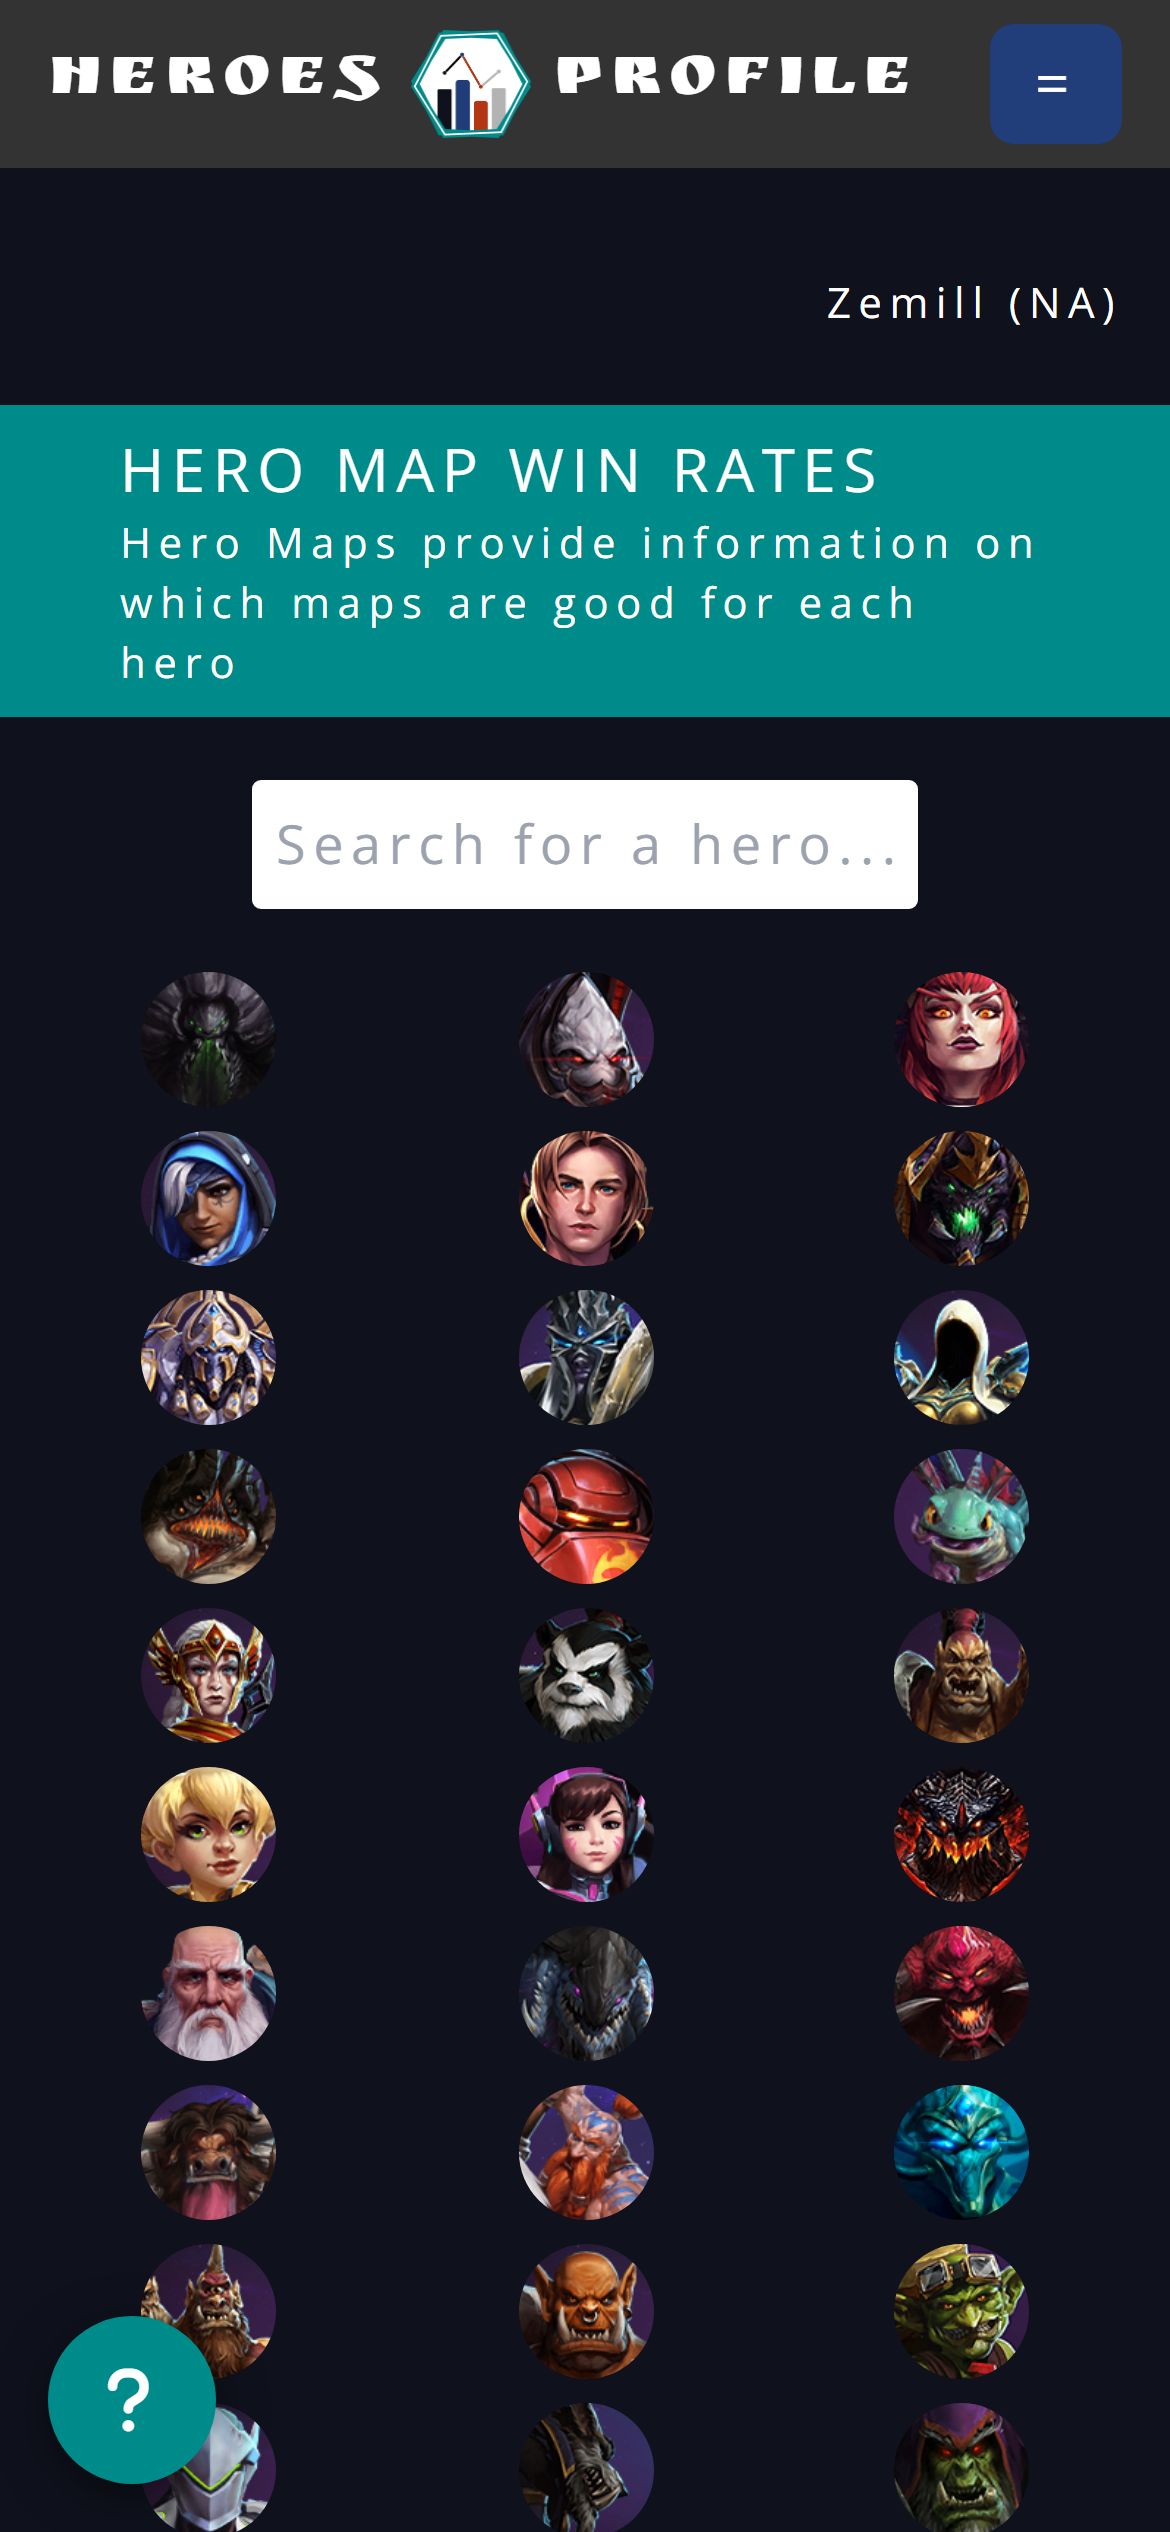 HEROES PROFILE
=
Zemill (NA)
HERO MAP WIN RATES
Hero Maps provide information on
which maps are good for each
hero
Search for a hero...
?